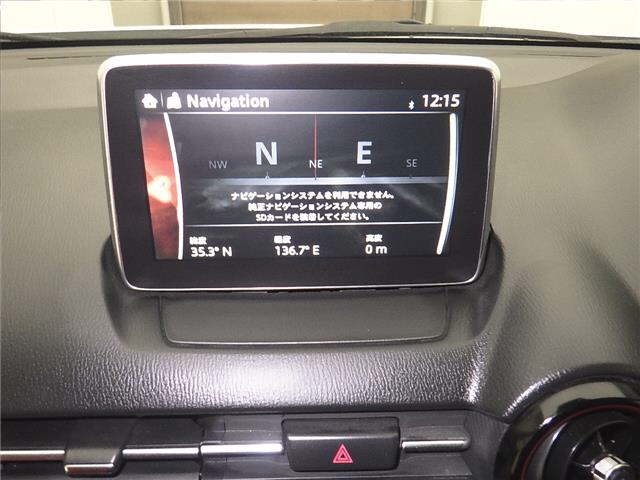 Navigation 12:15
NW N NE E SE
ナビゲーションシステムを利用できません。
純正ナビゲーションシステム専用の
SDカードを装着してください。
緯度 経度 高度
35.3° N 136.7° E 0 m